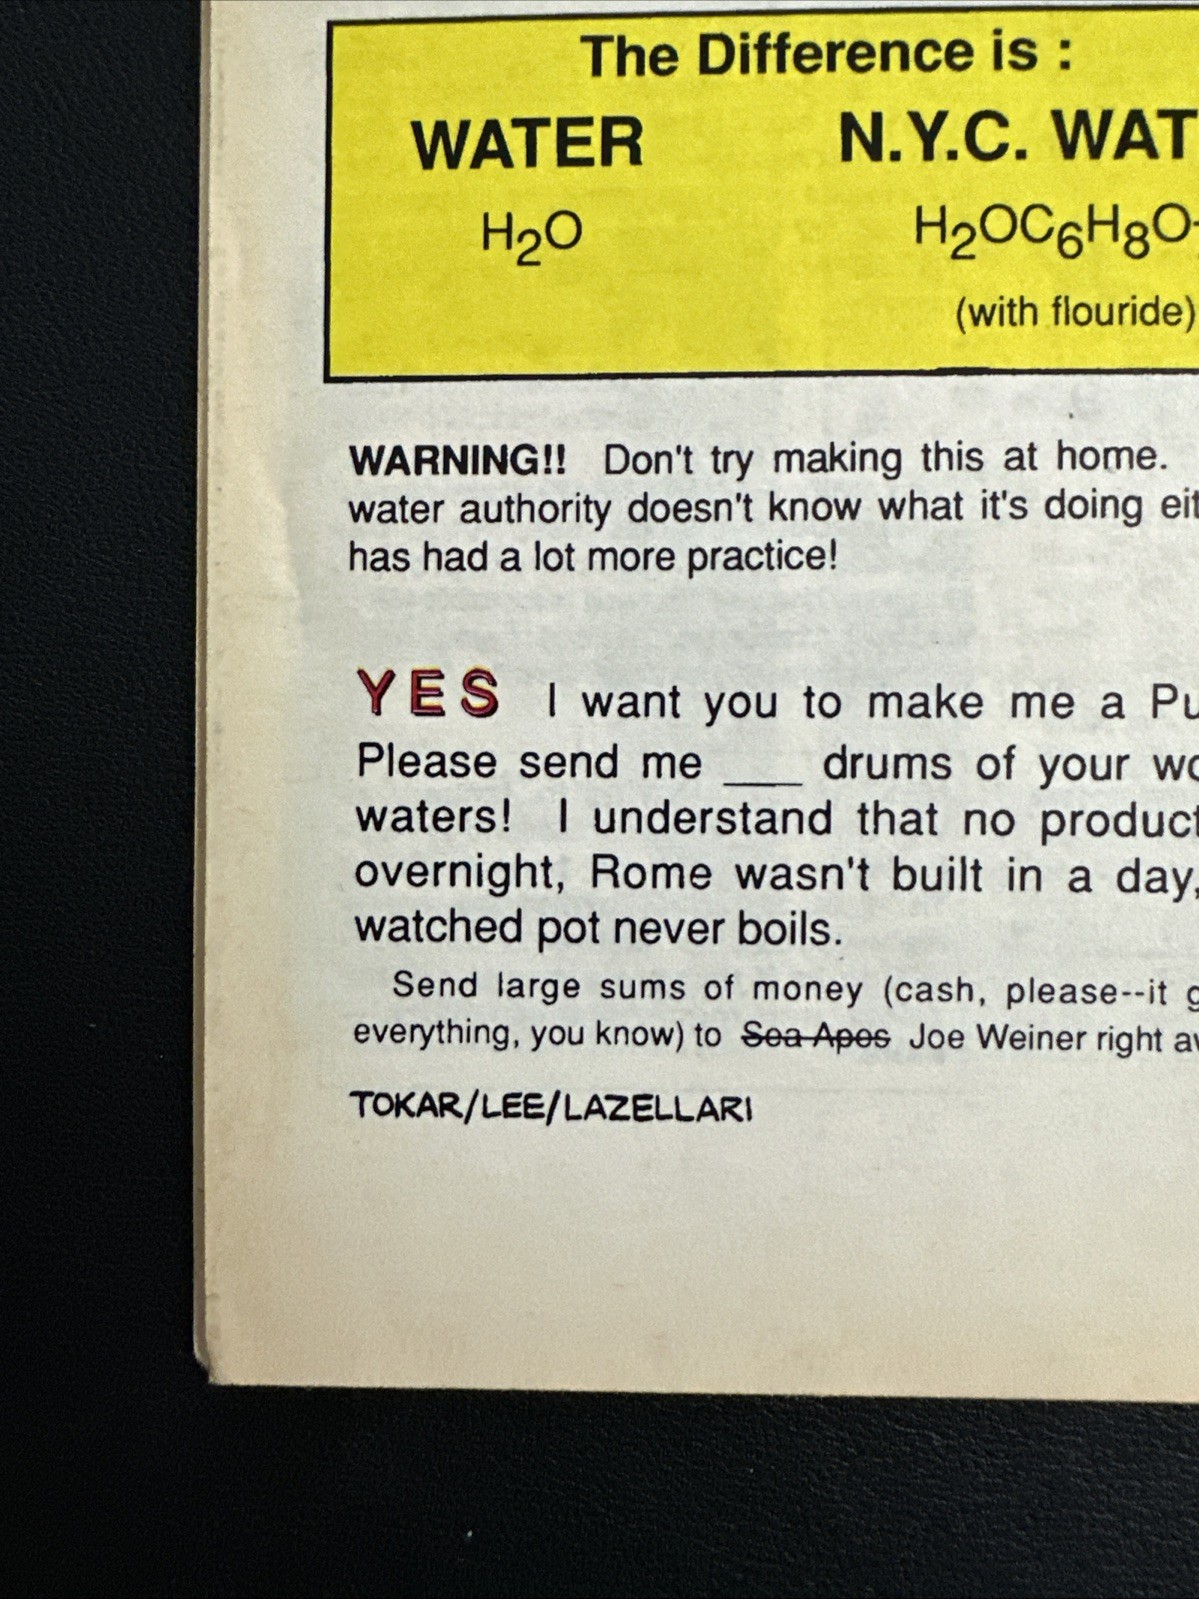 The Difference is :
WATER N.Y.C. WAT
H₂O H₂OC₆H₈O
(with flouride)
WARNING!! Don't try making this at home.
water authority doesn't know what it's doing eit
has had a lot more practice!
YES I want you to make me a Pu
Please send me ___ drums of your wo
waters! I understand that no product
overnight, Rome wasn't built in a day,
watched pot never boils.
Send large sums of money (cash, please--it g
everything, you know) to Sea Apes Joe Weiner right aw
TOKAR/LEE/LAZELLARI